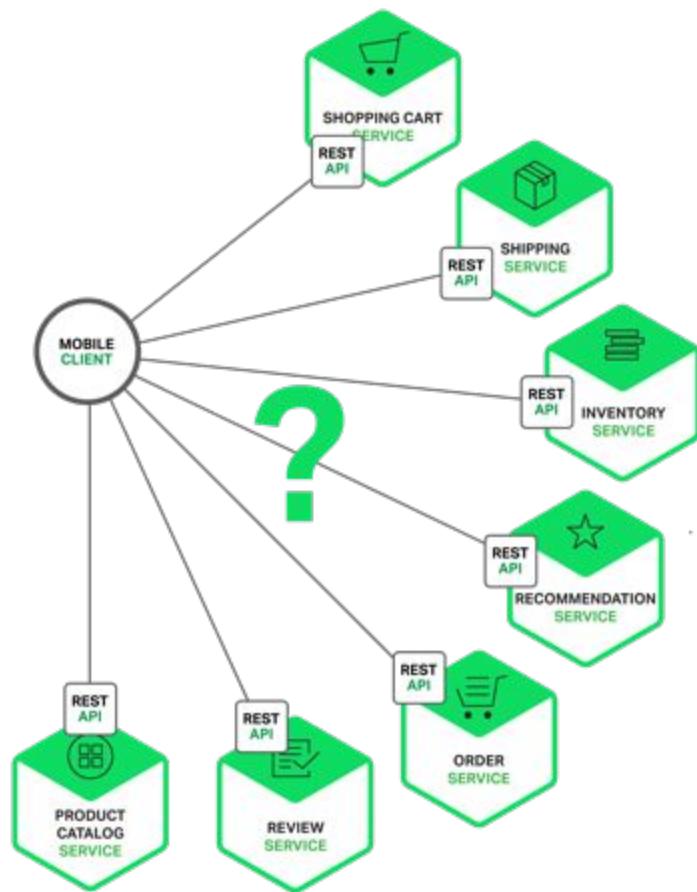 SHOPPING CART
SERVICE
REST
API
SHIPPING
SERVICE
REST
API
MOBILE
CLIENT
REST
API
INVENTORY
SERVICE
?
REST
API
RECOMMENDATION
SERVICE
REST
API
ORDER
SERVICE
REST
API
PRODUCT
CATALOG
SERVICE
REST
API
REVIEW
SERVICE